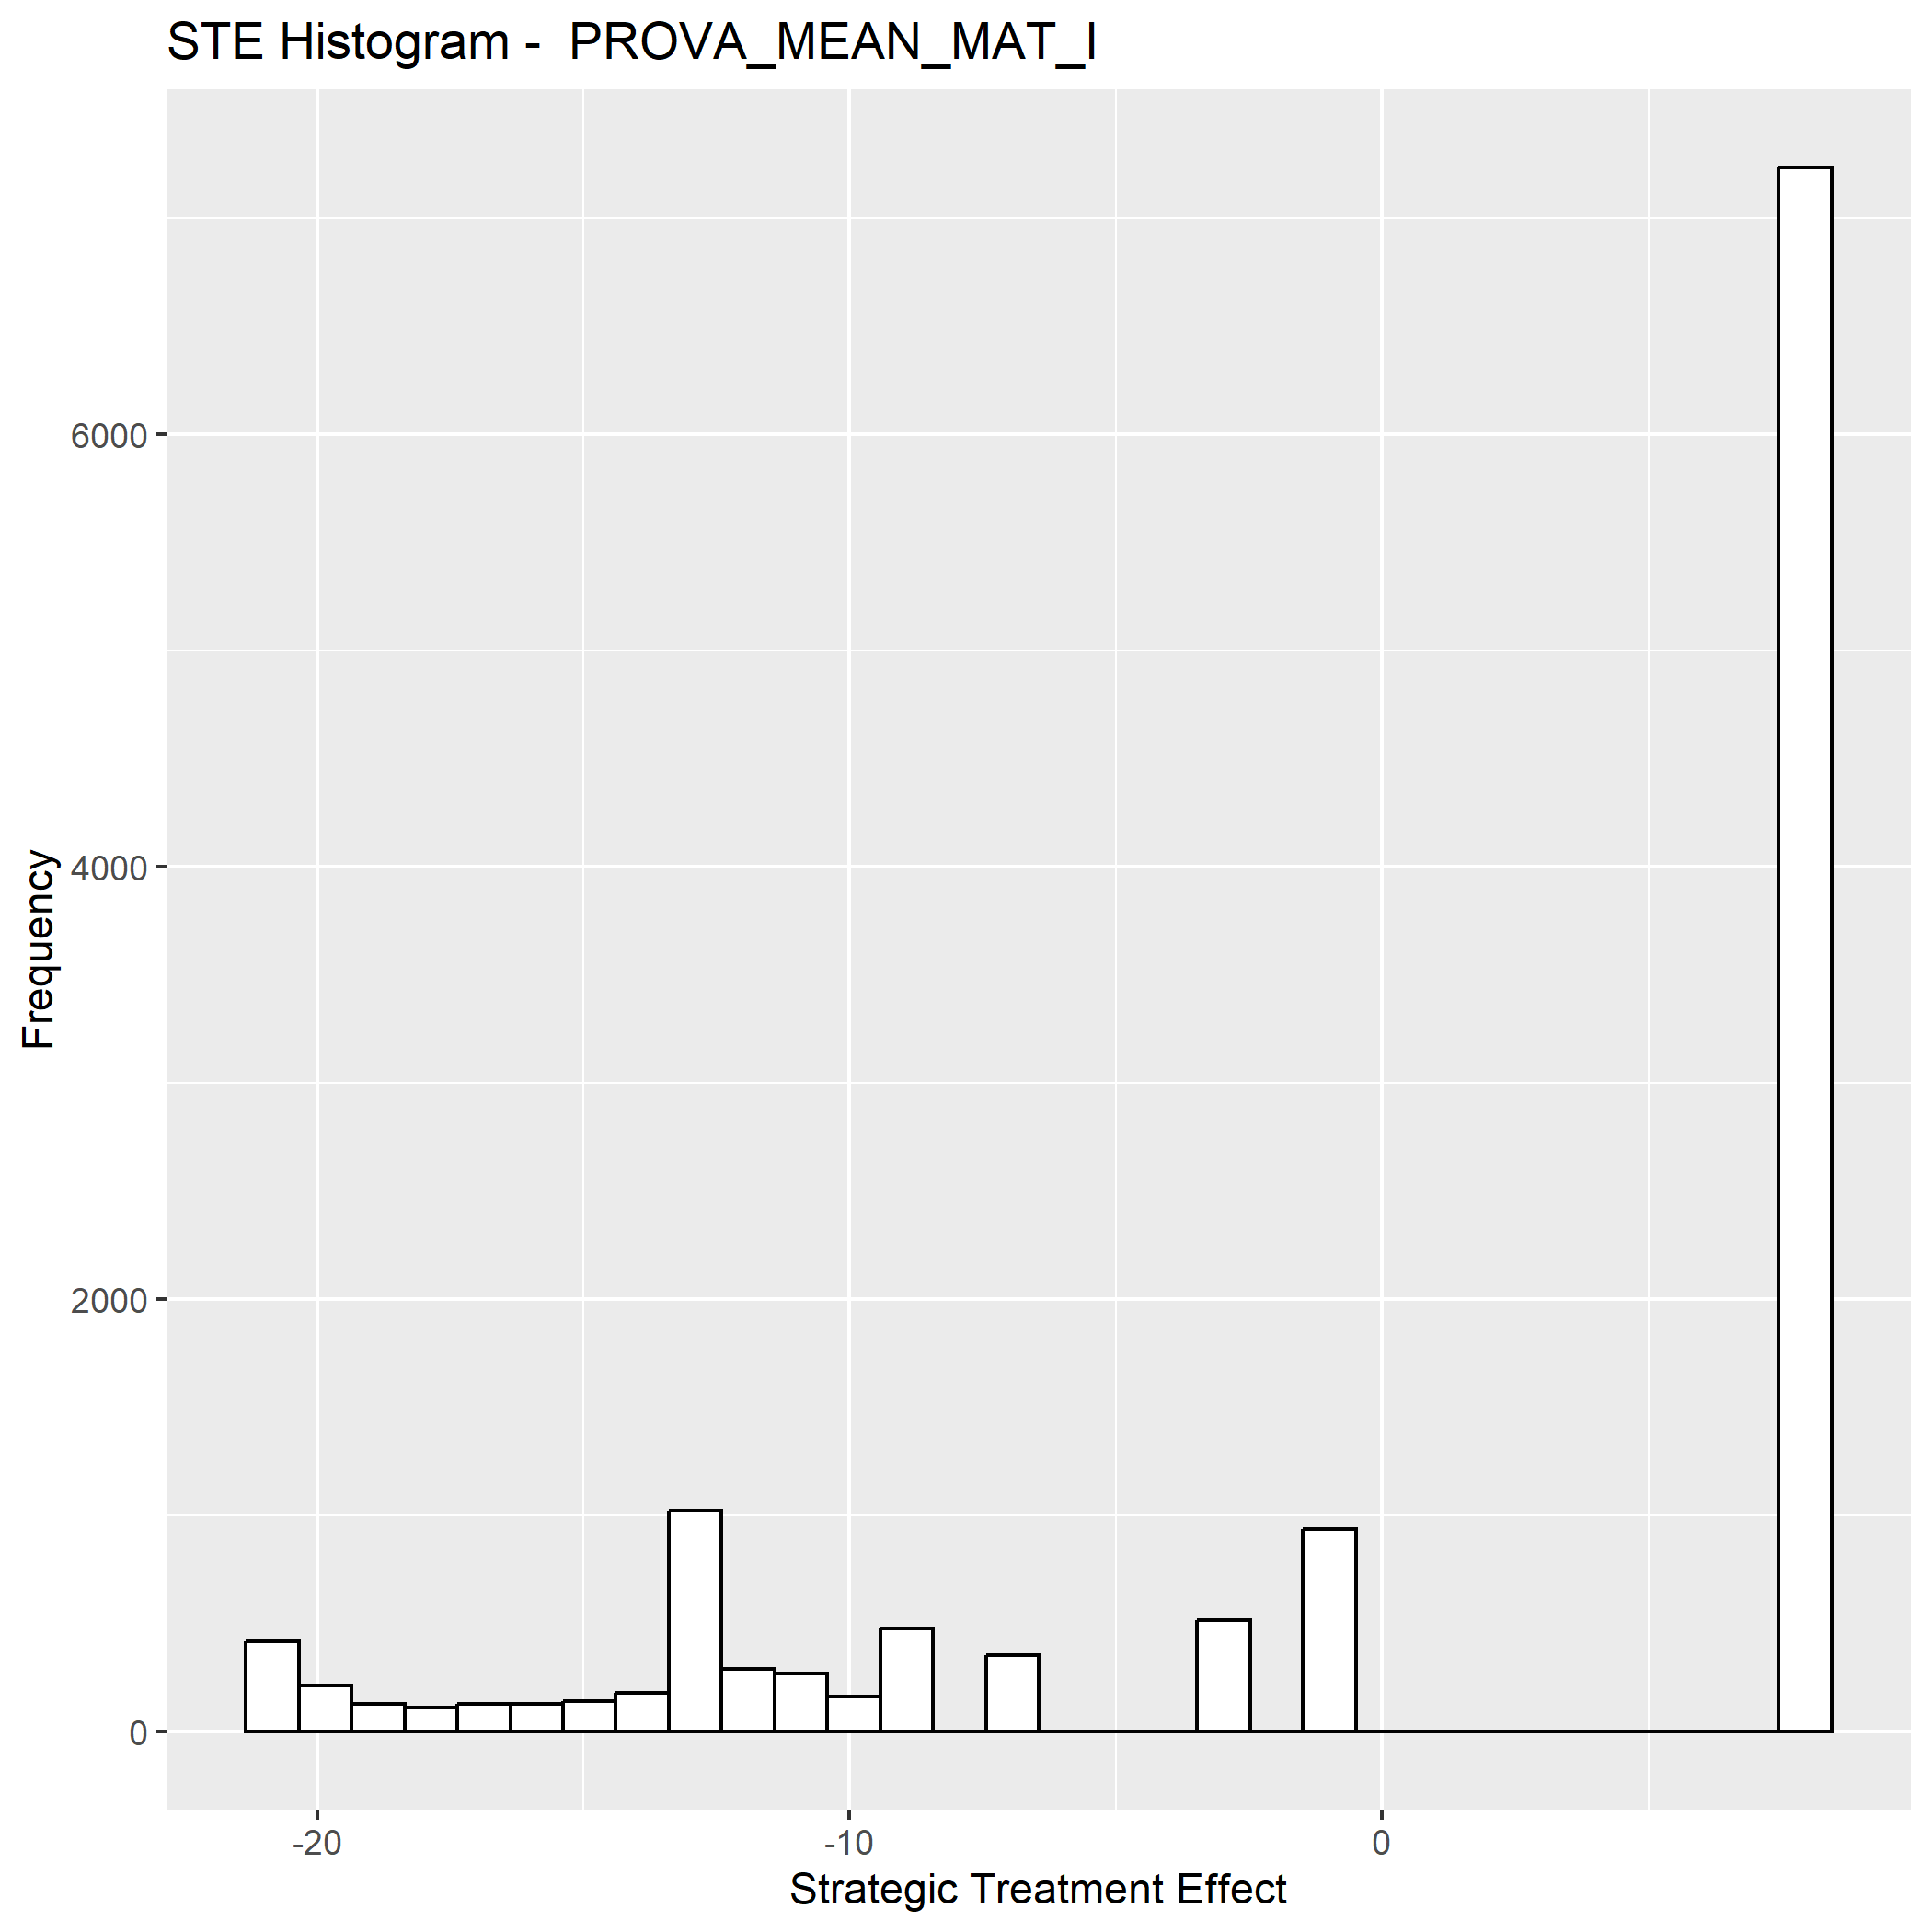 STE Histogram -  PROVA_MEAN_MAT_I
Frequency
6000
4000
2000
0
-20
-10
0
Strategic Treatment Effect